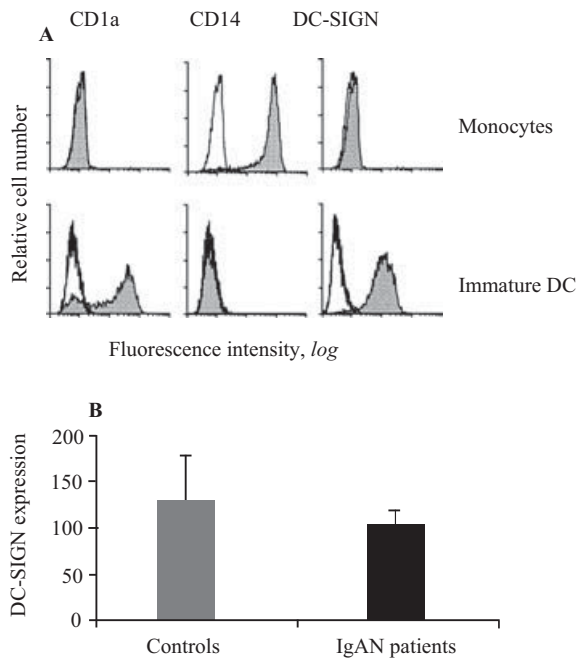 CD1a CD14 DC-SIGN
A
Relative cell number
Monocytes
Immature DC
Fluorescence intensity, log
B
DC-SIGN expression
200
150
100
50
0
Controls IgAN patients